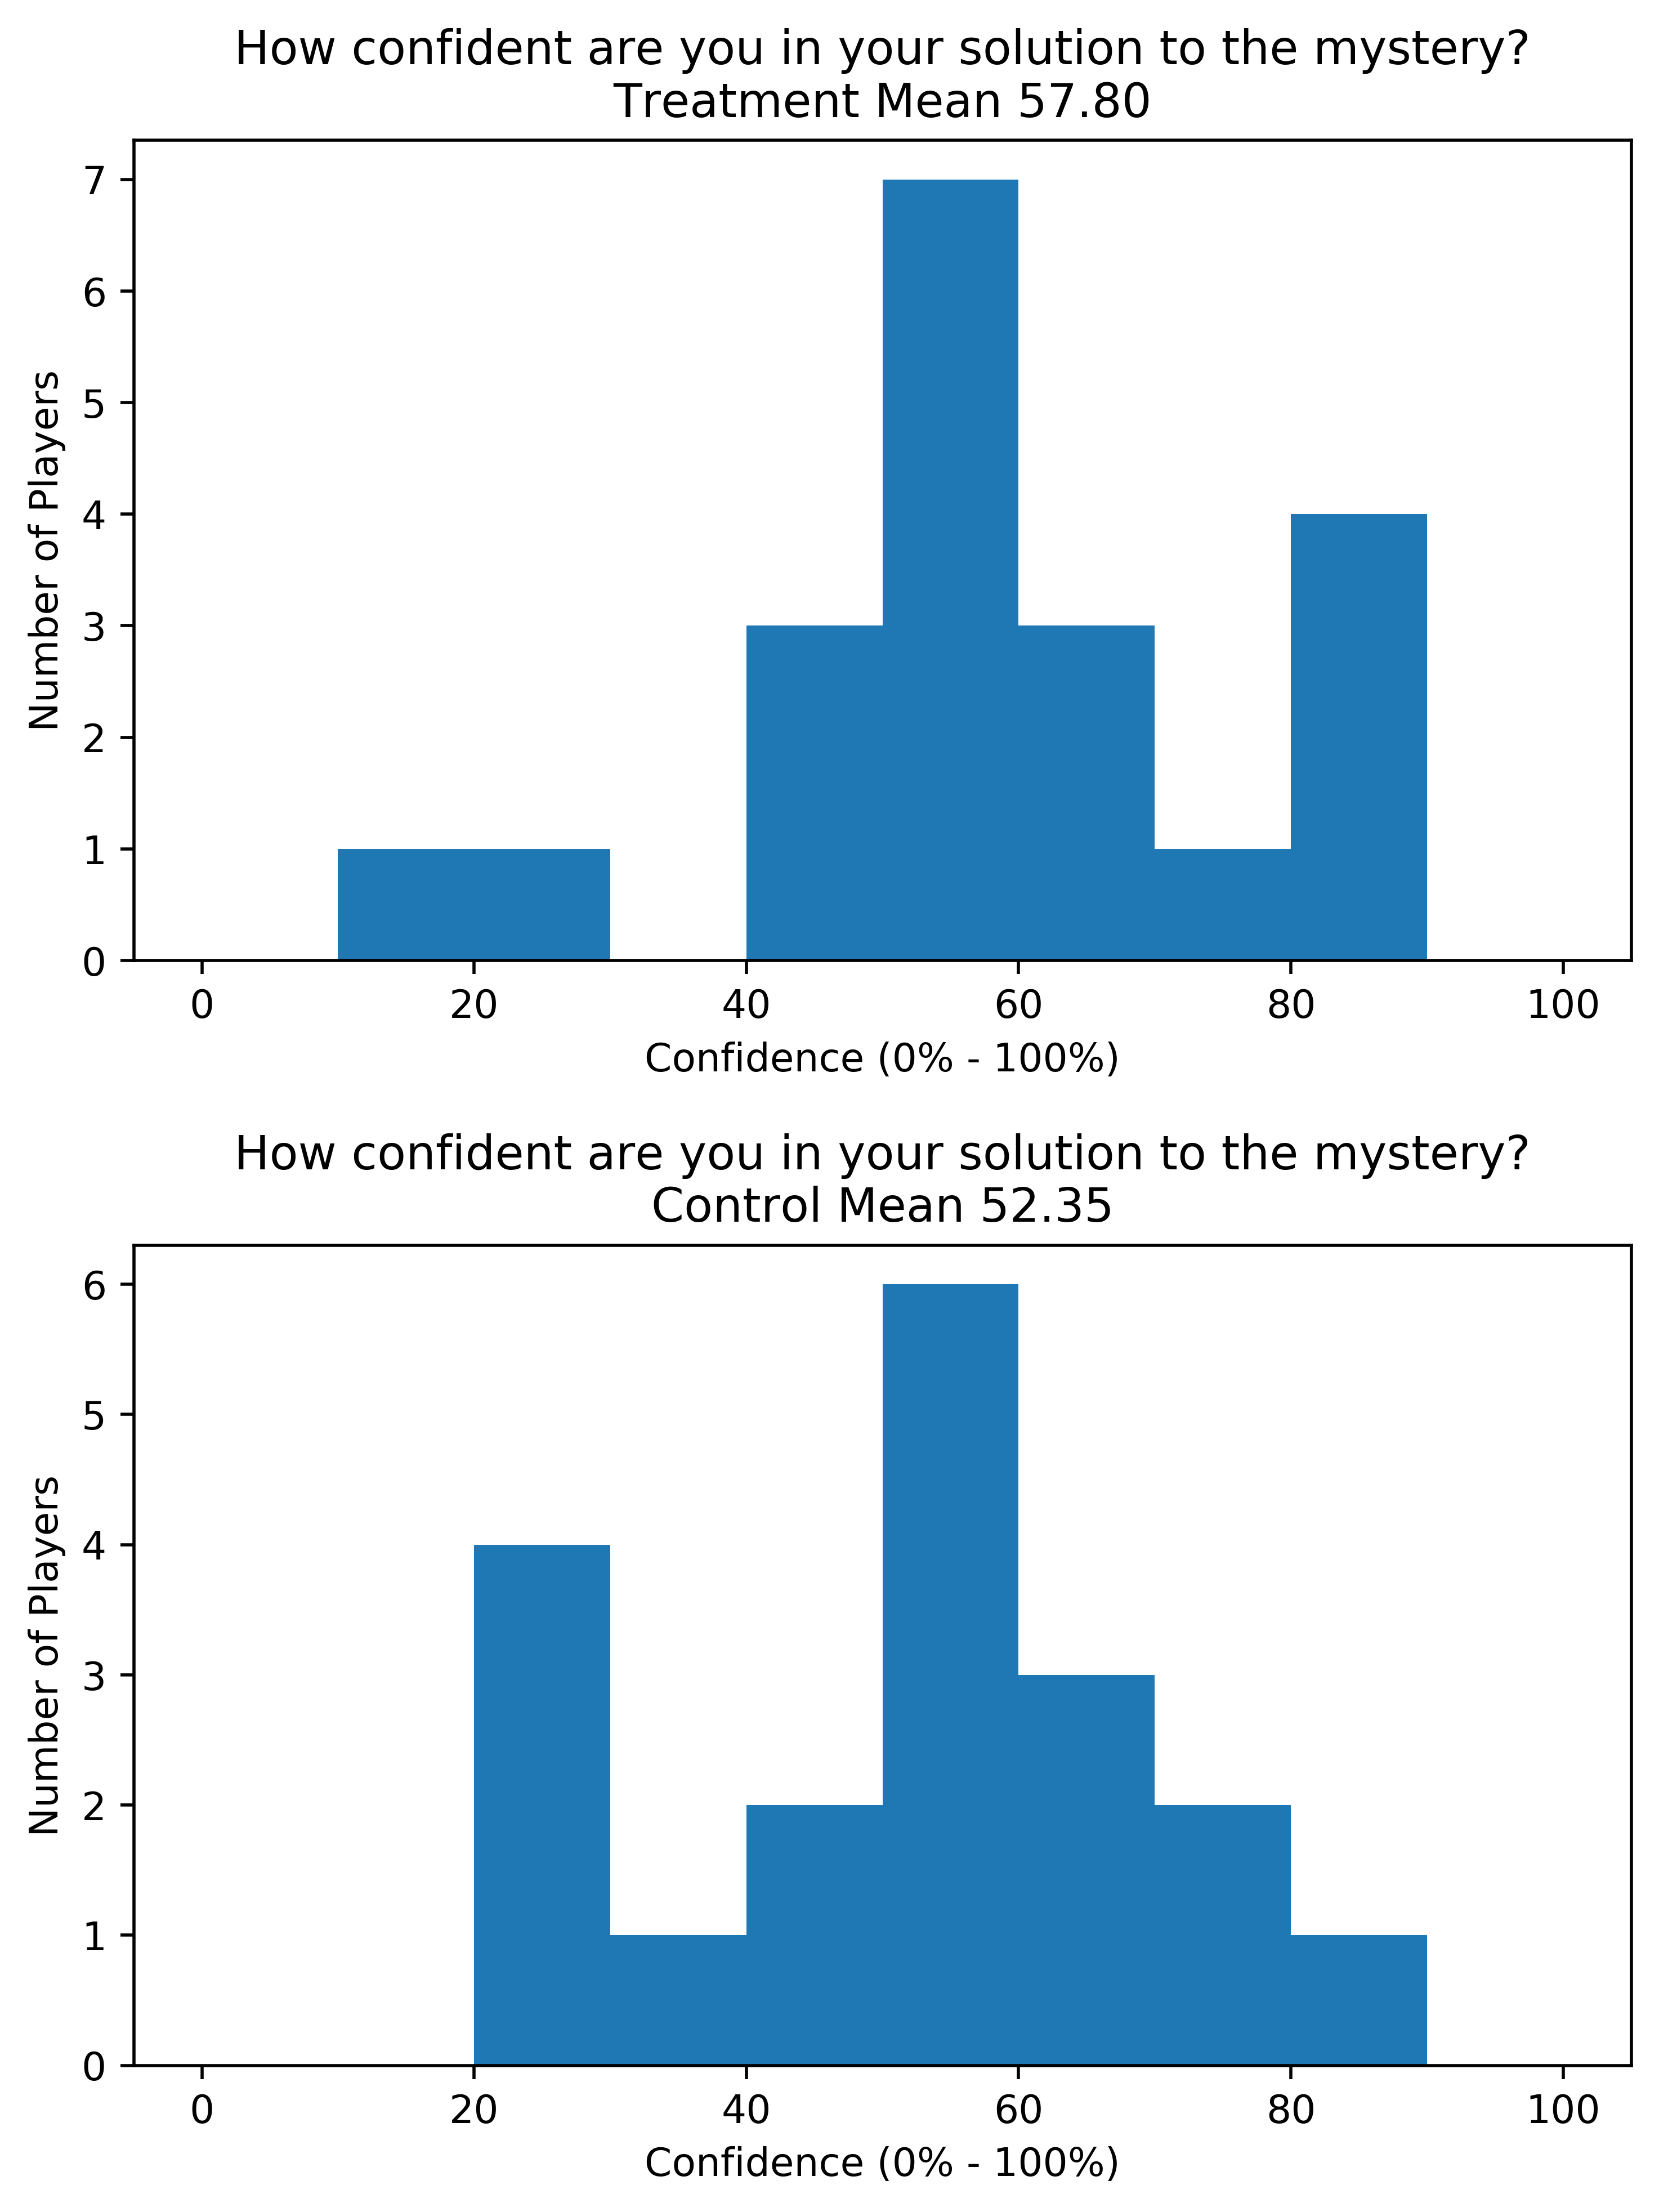 How confident are you in your solution to the mystery?
Treatment Mean 57.80
7
6
5
4
3
2
1
0
Number of Players
0 20 40 60 80 100
Confidence (0% - 100%)
How confident are you in your solution to the mystery?
Control Mean 52.35
6
5
4
3
2
1
0
Number of Players
0 20 40 60 80 100
Confidence (0% - 100%)